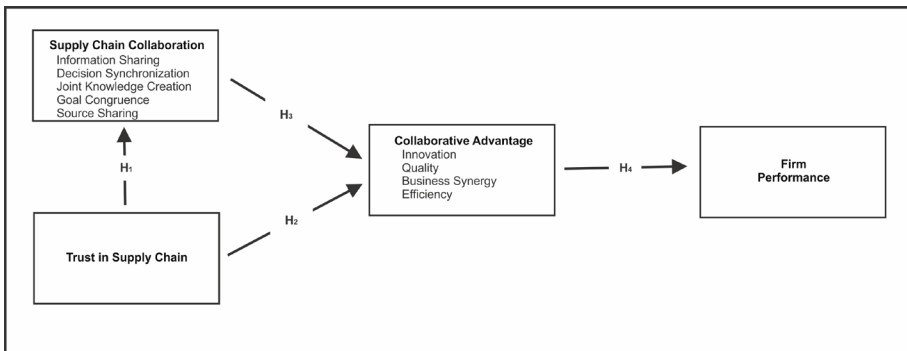 Supply Chain Collaboration
Information Sharing
Decision Synchronization
Joint Knowledge Creation
Goal Congruence
Source Sharing
H1
Trust in Supply Chain
H3
H2
Collaborative Advantage
Innovation
Quality
Business Synergy
Efficiency
H4
Firm
Performance